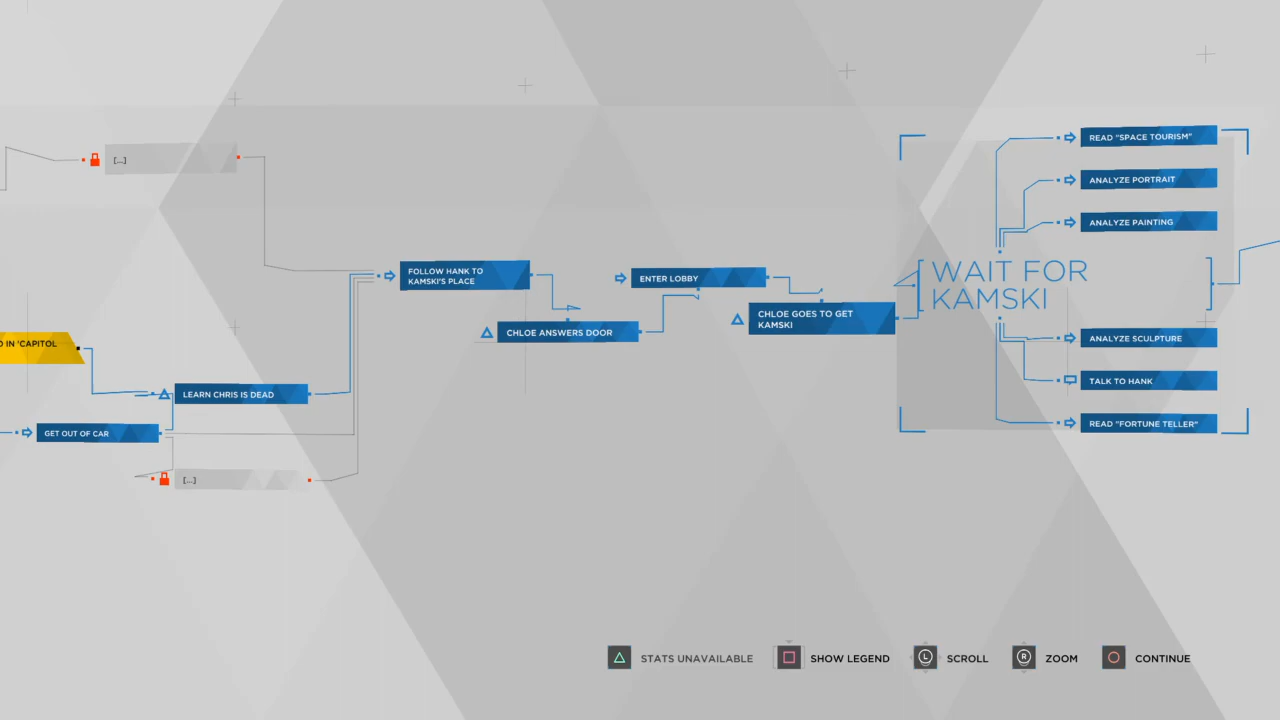 [...]
D IN 'CAPITOL
LEARN CHRIS IS DEAD
GET OUT OF CAR
[...]
FOLLOW HANK TO
KAMSKI'S PLACE
CHLOE ANSWERS DOOR
ENTER LOBBY
CHLOE GOES TO GET
KAMSKI
WAIT FOR
KAMSKI
READ "SPACE TOURISM"
ANALYZE PORTRAIT
ANALYZE PAINTING
ANALYZE SCULPTURE
TALK TO HANK
READ "FORTUNE TELLER"
STATS UNAVAILABLE
SHOW LEGEND
L
SCROLL
R
ZOOM
CONTINUE